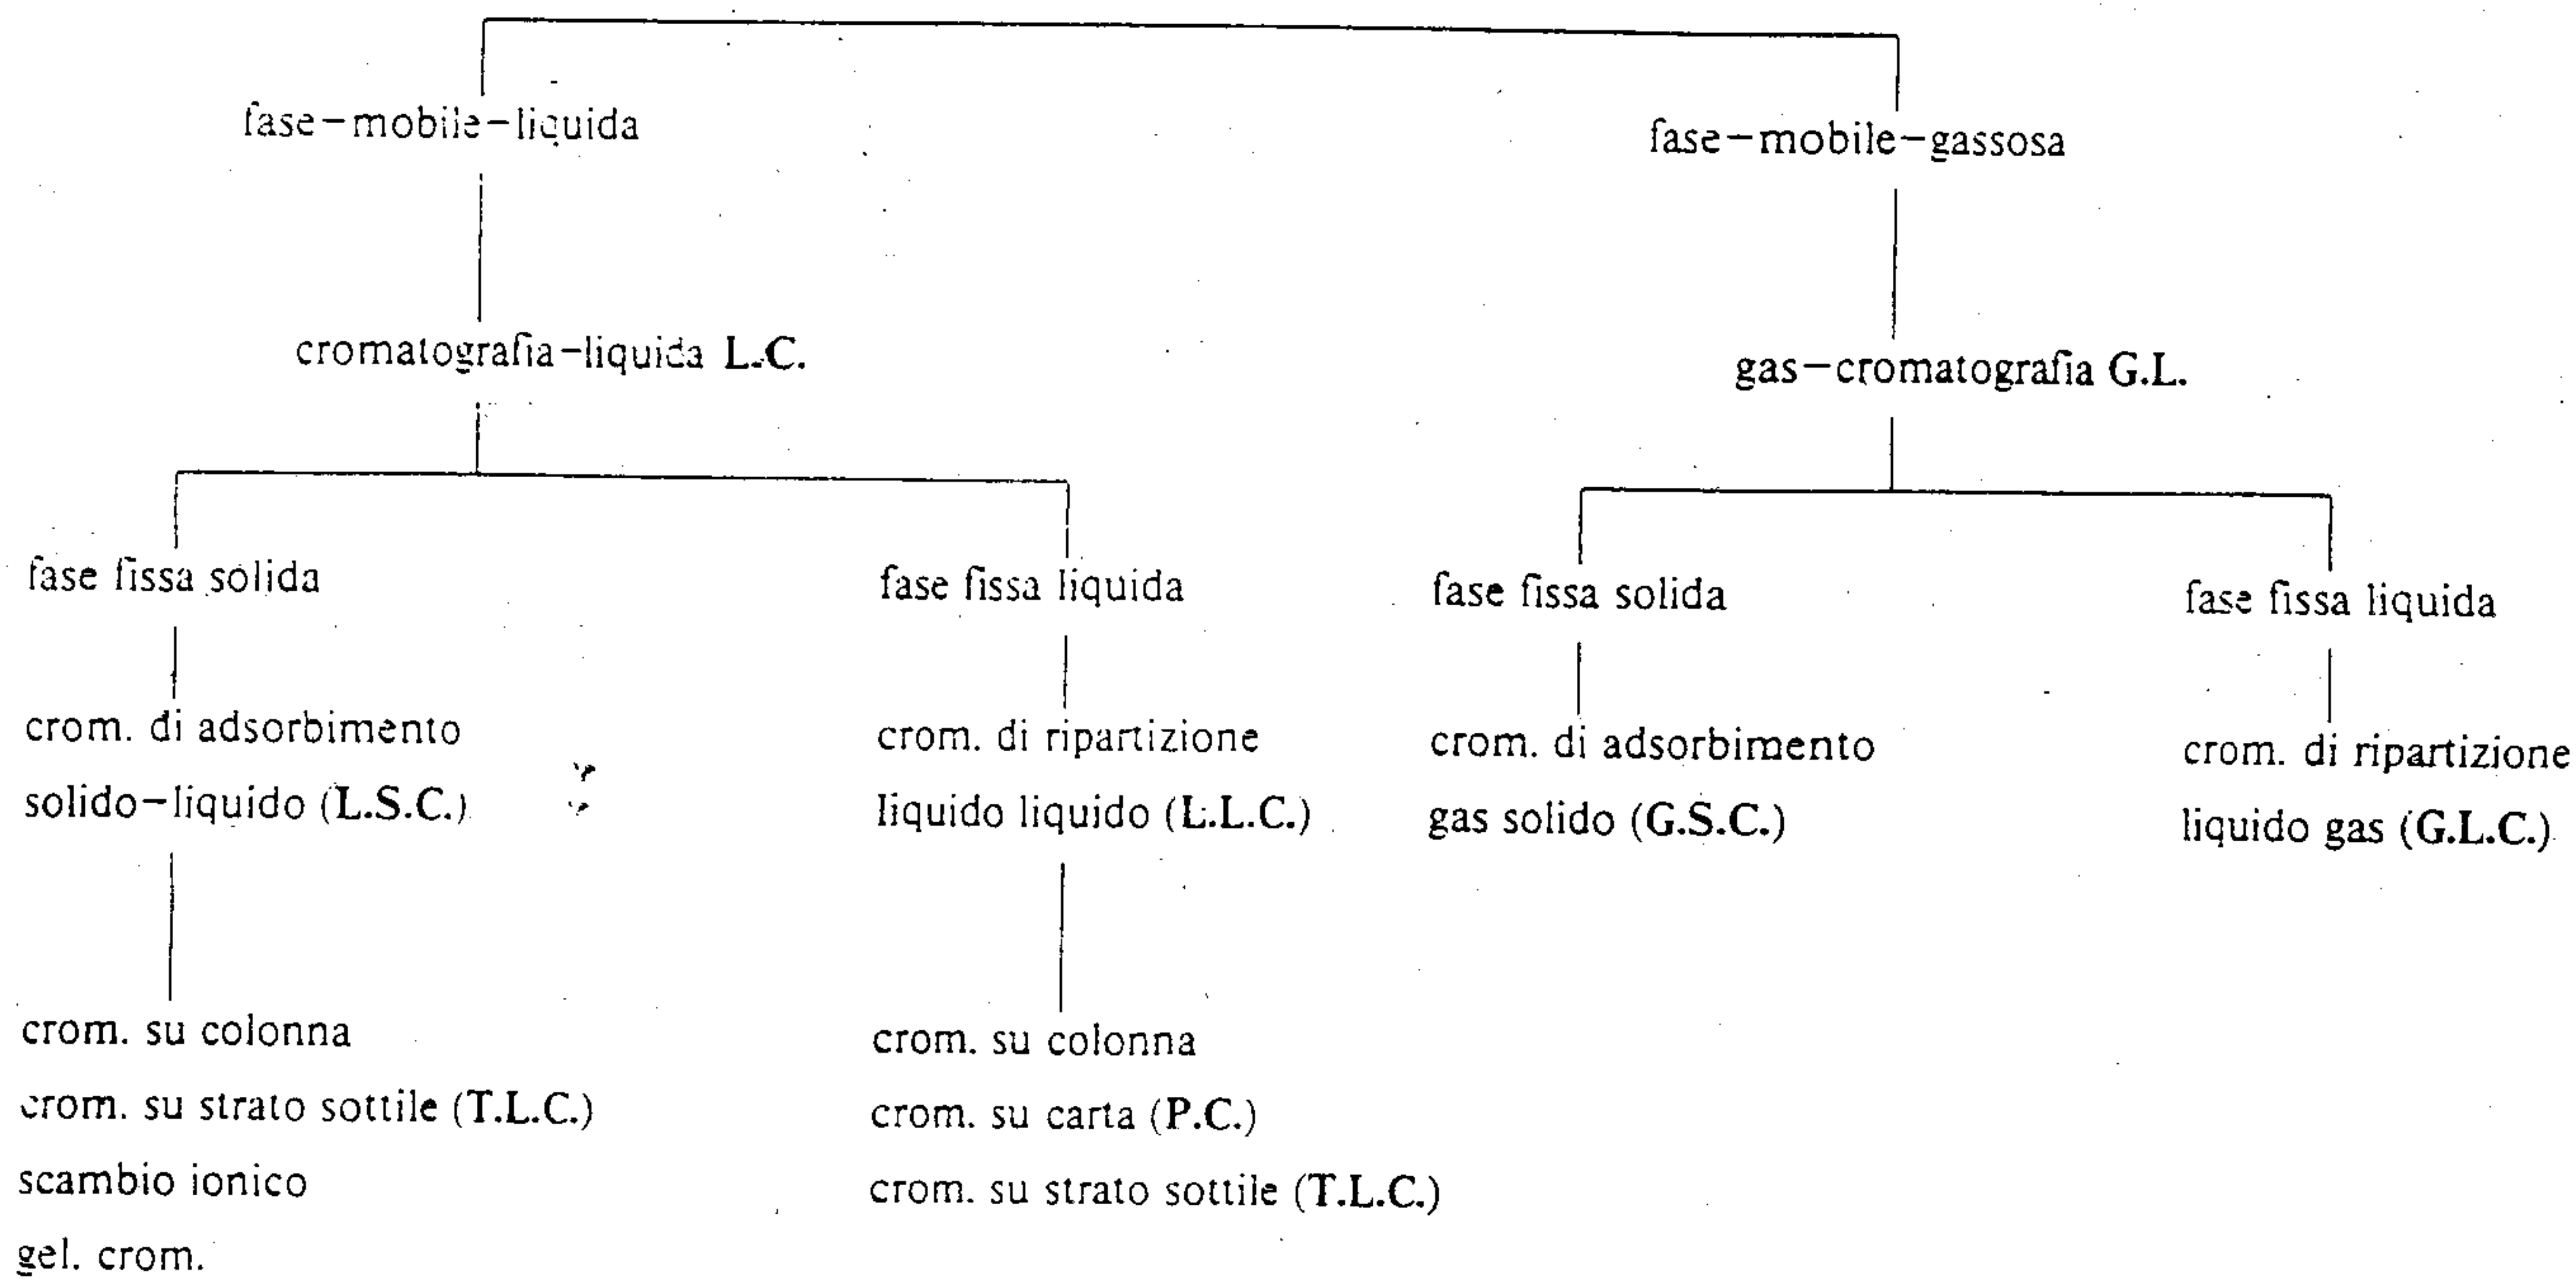 fase-mobile-liquida
fase-mobile-gassosa
cromatografia-liquida L.C.
gas-cromatografia G.L.
fase fissa solida
fase fissa liquida
fase fissa solida
fase fissa liquida
crom. di adsorbimento
solido-liquido (L.S.C.)
crom. di ripartizione
liquido liquido (L.L.C.)
crom. di adsorbimento
gas solido (G.S.C.)
crom. di ripartizione
liquido gas (G.L.C.)
crom. su colonna
crom. su strato sottile (T.L.C.)
scambio ionico
gel. crom.
crom. su colonna
crom. su carta (P.C.)
crom. su strato sottile (T.L.C.)